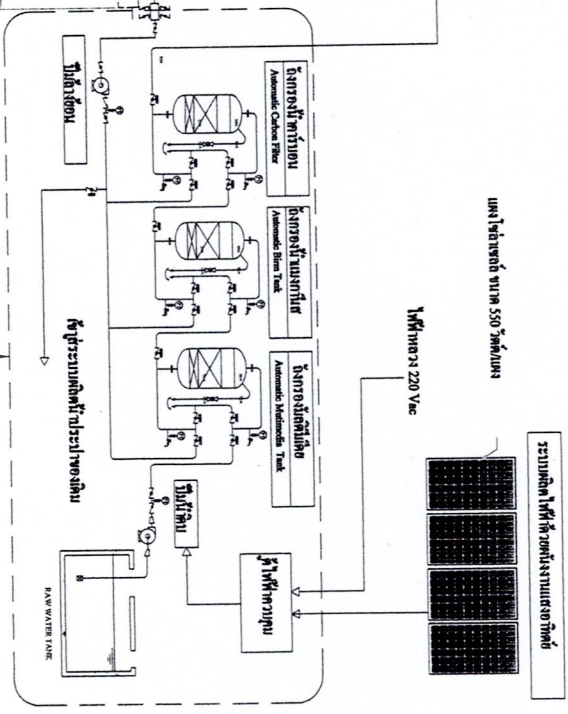 ระบบผลิตไฟฟ้าด้วยพลังงานแสงอาทิตย์
แผงโซล่าเซลล์ ขนาด 550 วัตต์/แผง
ไฟฟ้าหลวง 220 Vac
ตู้ไฟฟ้าควบคุม
ปั๊มน้ำดิบ
RAW WATER TANK
ถังกรองมัลติมีเดีย
Automatic Mutimedia Tank
ถังกรองน้ำแมงกานีส
Automatic Birm Tank
ถังกรองน้ำคาร์บอน
Automatic Carbon Filter
ปั๊มล้างย้อน
เข้าสู่ระบบผลิตน้ำประปาของเดิม